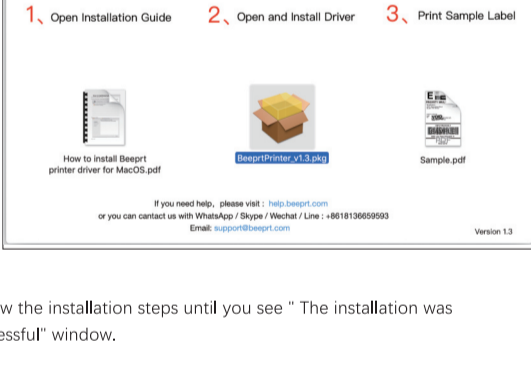 1、 Open Installation Guide 2、 Open and Install Driver 3、 Print Sample Label
How to install Beeprt
printer driver for MacOS.pdf
BeeprtPrinter_v1.3.pkg
Sample.pdf
If you need help, please visit : help.beeprt.com
or you can cantact us with WhatsApp / Skype / Wechat / Line : +8618136659593
Email: support@beeprt.com
Version 1.3
w the installation steps until you see " The installation was
essful" window.